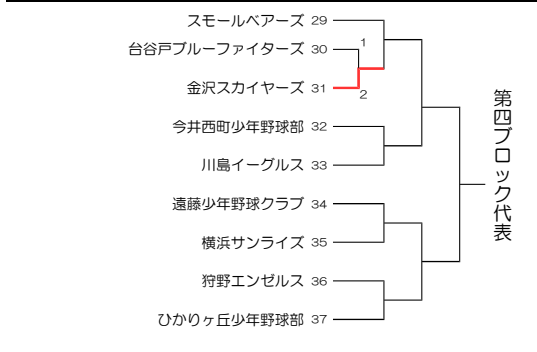 スモールベアーズ 29
台谷戸ブルーファイターズ 30
1
金沢スカイヤーズ 31
2
今井西町少年野球部 32
川島イーグルス 33
遠藤少年野球クラブ 34
横浜サンライズ 35
狩野エンゼルス 36
ひかりヶ丘少年野球部 37
第四ブロック代表